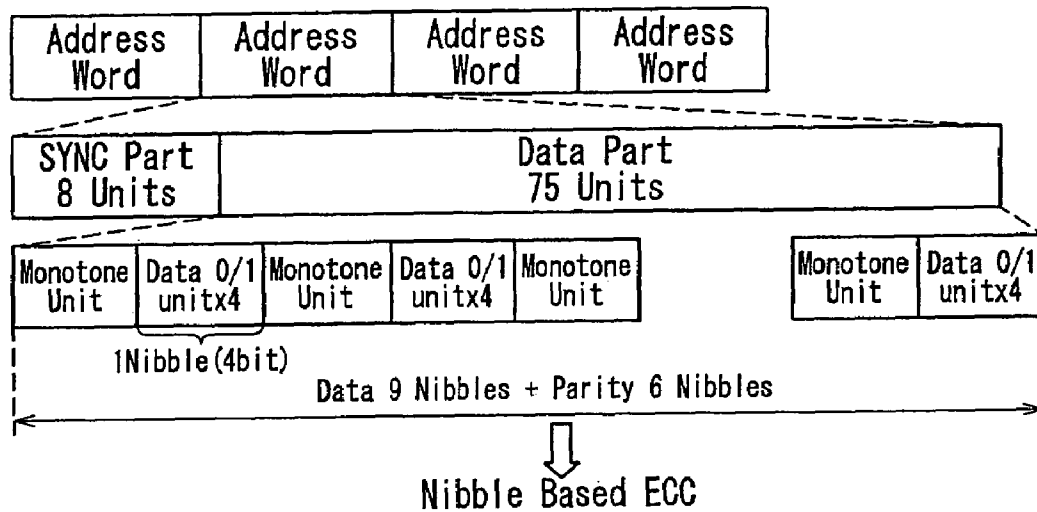 Address Word
Address Word
Address Word
Address Word
SYNC Part
8 Units
Data Part
75 Units
Monotone Unit
Data 0/1 unitx4
Monotone Unit
Data 0/1 unitx4
Monotone Unit
Monotone Unit
Data 0/1 unitx4
1Nibble(4bit)
Data 9 Nibbles + Parity 6 Nibbles
Nibble Based ECC